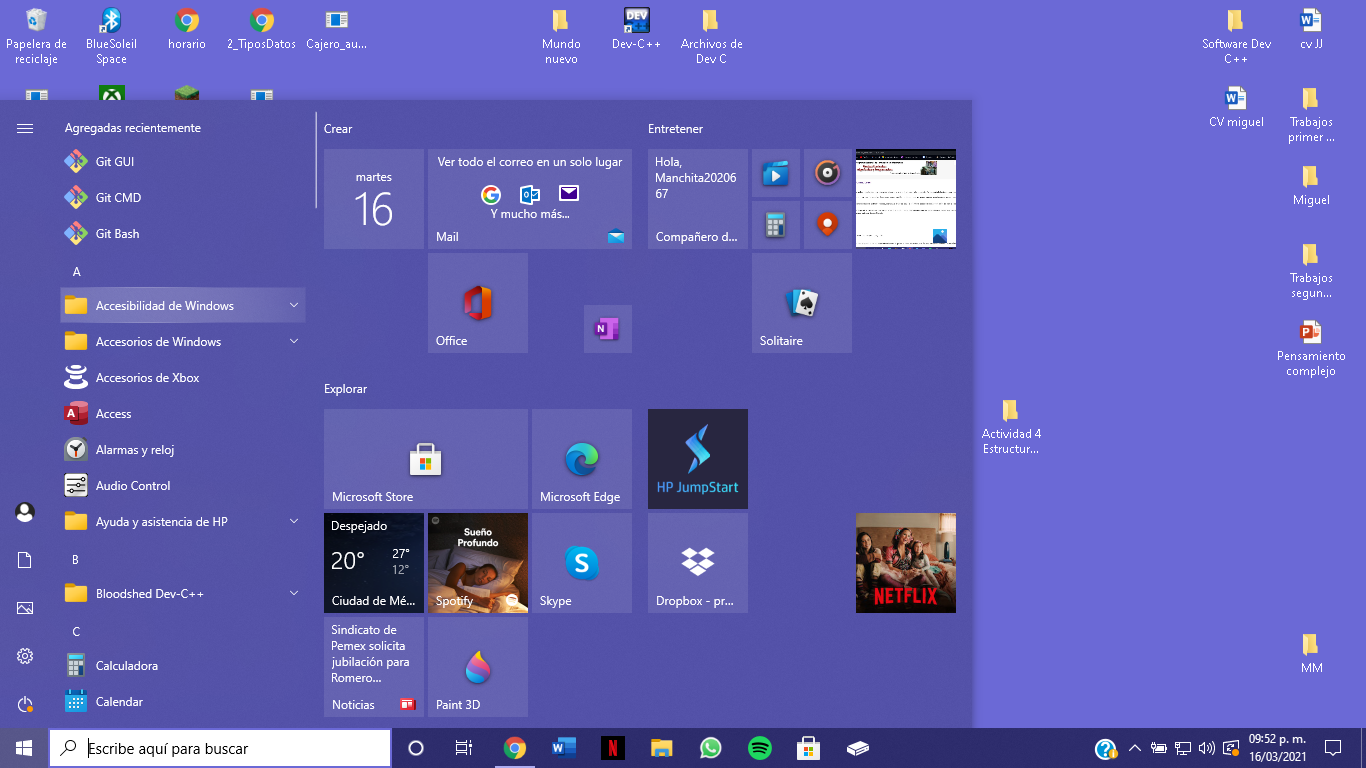 Papelera de
reciclaje
BlueSoleil
Space
horario
2_TiposDatos
Cajero_au...
Mundo
nuevo
DEV
Dev-C++
Archivos de
Dev C
Software Dev
C++
cv JJ
CV miguel
Trabajos
primer ...
Miguel
Trabajos
segun...
Pensamiento
complejo
Actividad 4
Estructur...
MM
Agregadas recientemente
Git GUI
Git CMD
Git Bash
A
Accesibilidad de Windows
Accesorios de Windows
Accesorios de Xbox
Access
Alarmas y reloj
Audio Control
Ayuda y asistencia de HP
B
Bloodshed Dev-C++
C
Calculadora
Calendar
Crear
martes
16
Ver todo el correo en un solo lugar
Y mucho más...
Mail
Office
Entretener
Hola,
Manchita2020
667
Compañero d...
Solitaire
Explorar
Microsoft Store
Microsoft Edge
HP JumpStart
Despejado
20°
27°
12°
Ciudad de Mé...
Sueño
Profundo
Spotify
Skype
Dropbox - pr...
NETFLIX
Sindicato de
Pemex solicita
jubilación para
Romero...
Noticias
Paint 3D
Escribe aquí para buscar
09:52 p. m.
16/03/2021